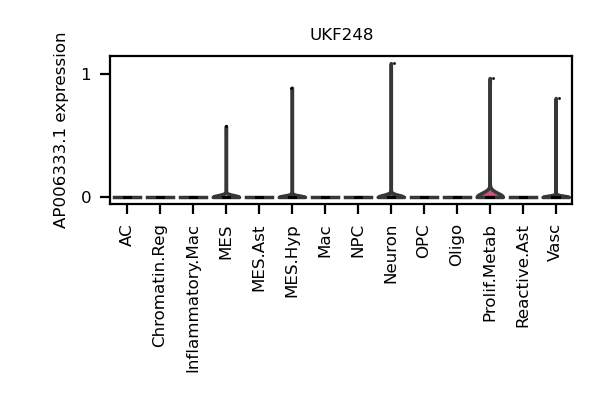 UKF248
AP006333.1 expression
1
0
AC
Chromatin.Reg
Inflammatory.Mac
MES
MES.Ast
MES.Hyp
Mac
NPC
Neuron
OPC
Oligo
Prolif.Metab
Reactive.Ast
Vasc